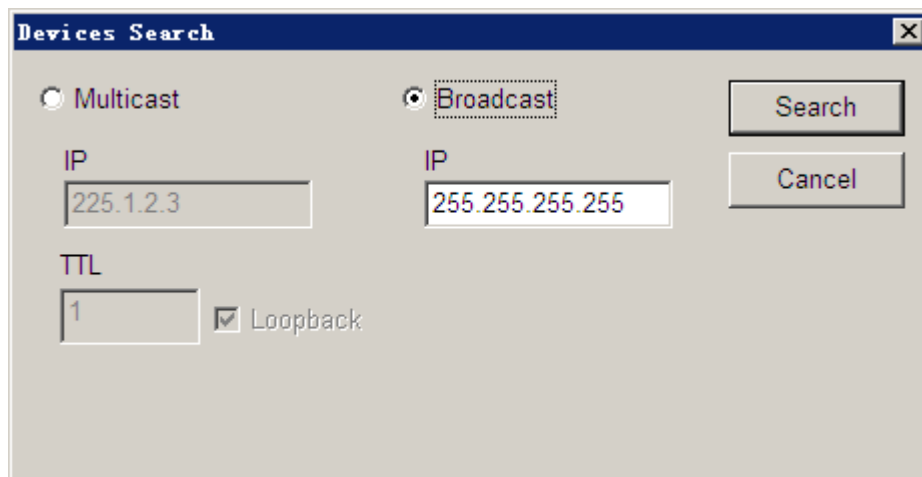 Devices Search
Multicast
Broadcast
Search
IP
IP
Cancel
225.1.2.3
255.255.255.255
TTL
1
Loopback